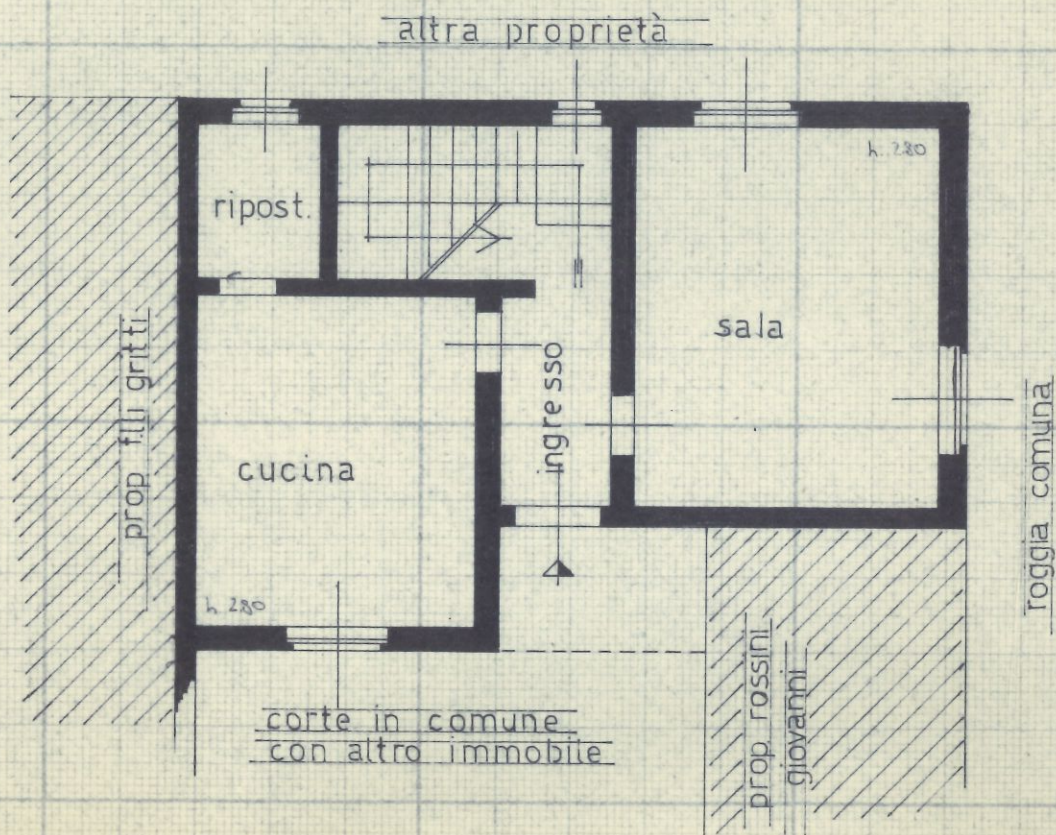 altra proprietà
h. 280
ripost.
sala
prop f.lli gritti
ingresso
cucina
roggia comuna
h. 280
corte in comune
con altro immobile
prop. rossini
giovanni